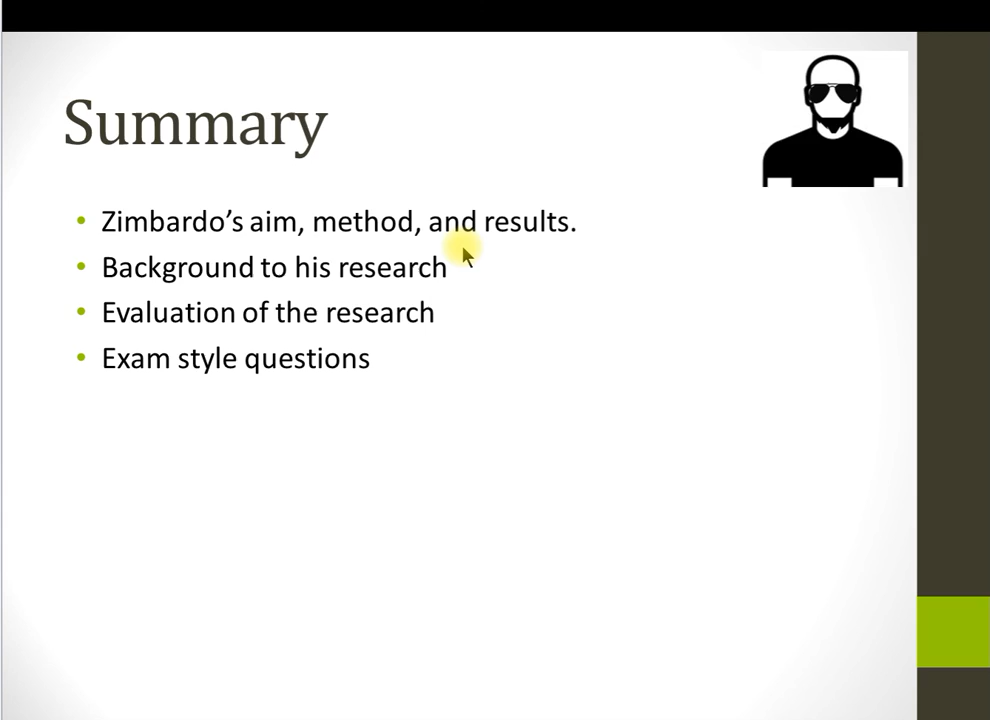 Summary
Zimbardo’s aim, method, and results.
Background to his research
Evaluation of the research
Exam style questions